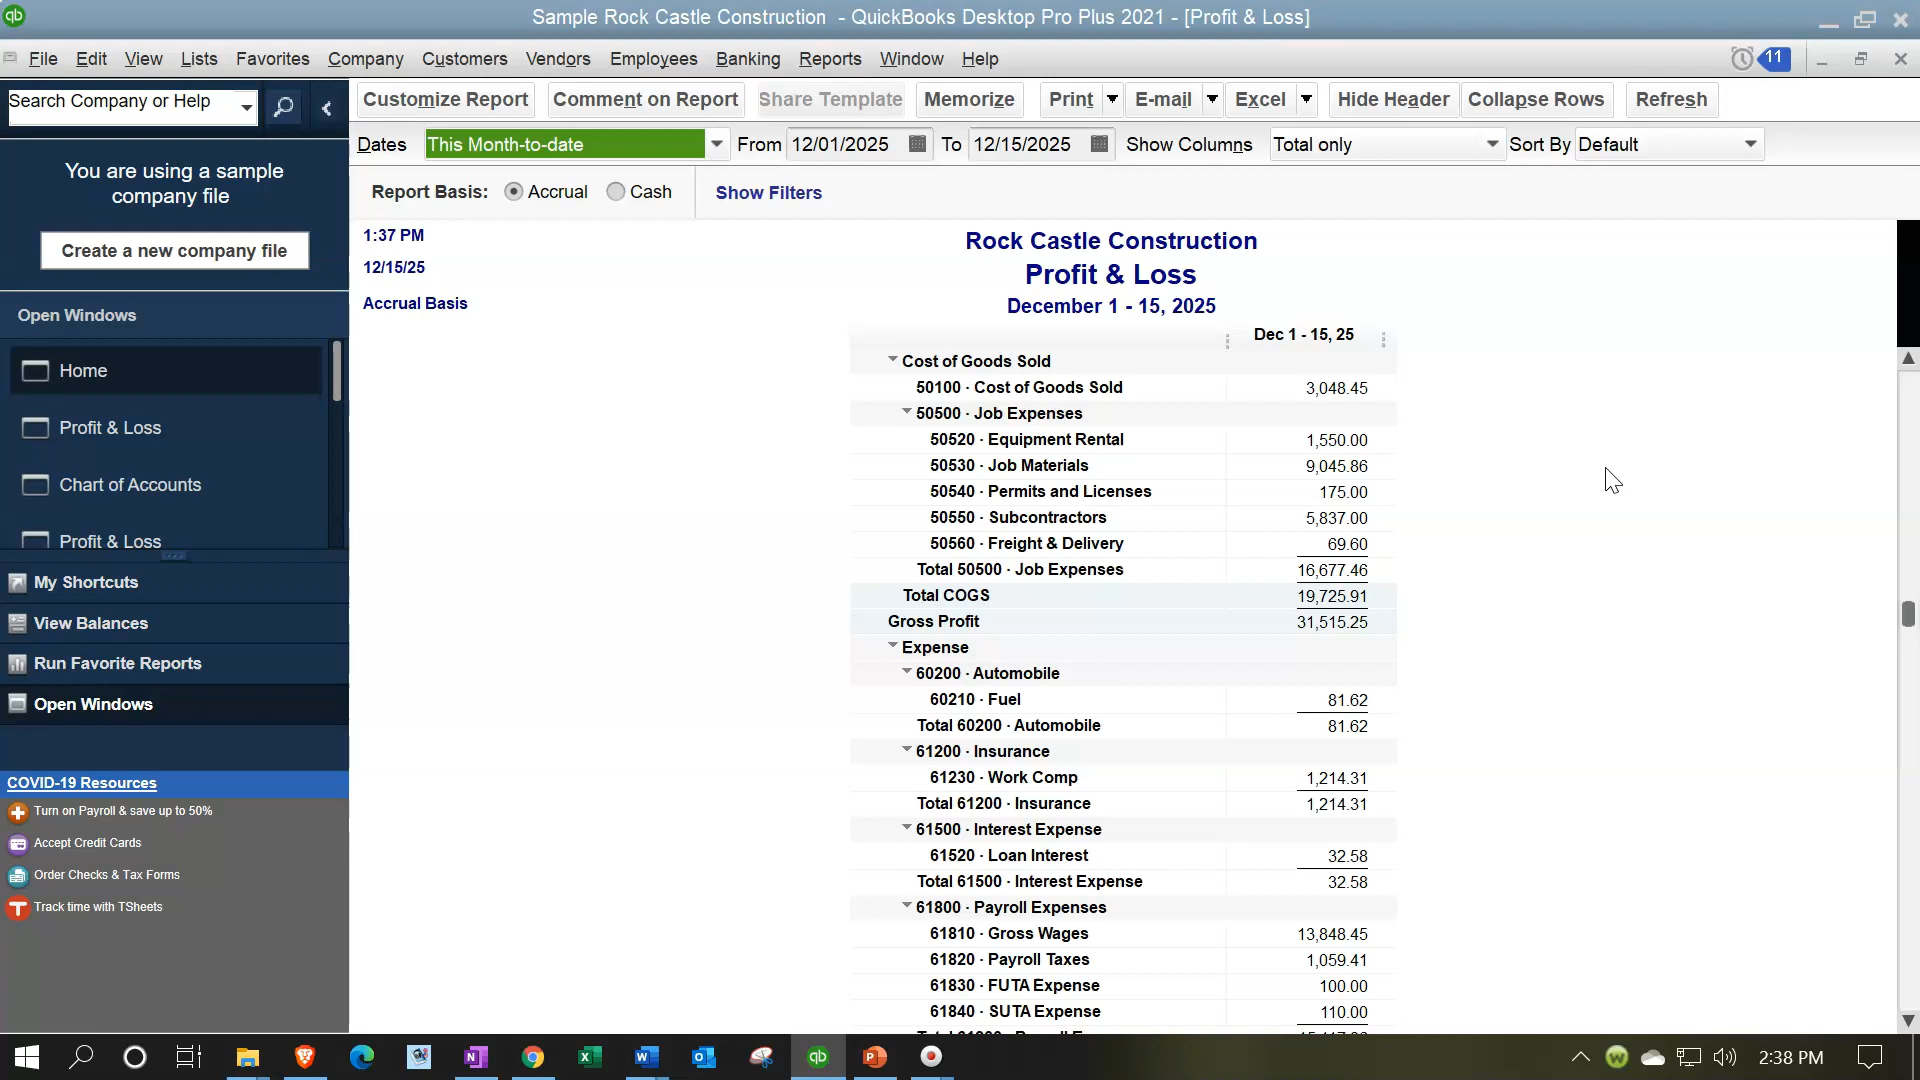 Sample Rock Castle Construction - QuickBooks Desktop Pro Plus 2021 - [Profit & Loss]
File Edit View Lists Favorites Company Customers Vendors Employees Banking Reports Window Help 11
Search Company or Help
Customize Report Comment on Report Share Template Memorize Print E-mail Excel Hide Header Collapse Rows Refresh
Dates This Month-to-date From 12/01/2025 To 12/15/2025 Show Columns Total only Sort By Default
Report Basis: Accrual Cash Show Filters
You are using a sample
company file
Create a new company file
Open Windows
Home
Profit & Loss
Chart of Accounts
Profit & Loss
My Shortcuts
View Balances
Run Favorite Reports
Open Windows
COVID-19 Resources
Turn on Payroll & save up to 50%
Accept Credit Cards
Order Checks & Tax Forms
Track time with TSheets
1:37 PM
12/15/25
Accrual Basis
Rock Castle Construction
Profit & Loss
December 1 - 15, 2025
Dec 1 - 15, 25
Cost of Goods Sold
50100 · Cost of Goods Sold 3,048.45
50500 · Job Expenses
50520 · Equipment Rental 1,550.00
50530 · Job Materials 9,045.86
50540 · Permits and Licenses 175.00
50550 · Subcontractors 5,837.00
50560 · Freight & Delivery 69.60
Total 50500 · Job Expenses 16,677.46
Total COGS 19,725.91
Gross Profit 31,515.25
Expense
60200 · Automobile
60210 · Fuel 81.62
Total 60200 · Automobile 81.62
61200 · Insurance
61230 · Work Comp 1,214.31
Total 61200 · Insurance 1,214.31
61500 · Interest Expense
61520 · Loan Interest 32.58
Total 61500 · Interest Expense 32.58
61800 · Payroll Expenses
61810 · Gross Wages 13,848.45
61820 · Payroll Taxes 1,059.41
61830 · FUTA Expense 100.00
61840 · SUTA Expense 110.00
2:38 PM